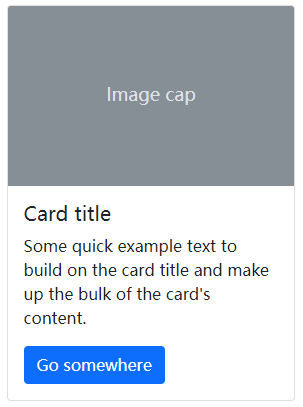 Image cap
Card title
Some quick example text to
build on the card title and make
up the bulk of the card's
content.
Go somewhere